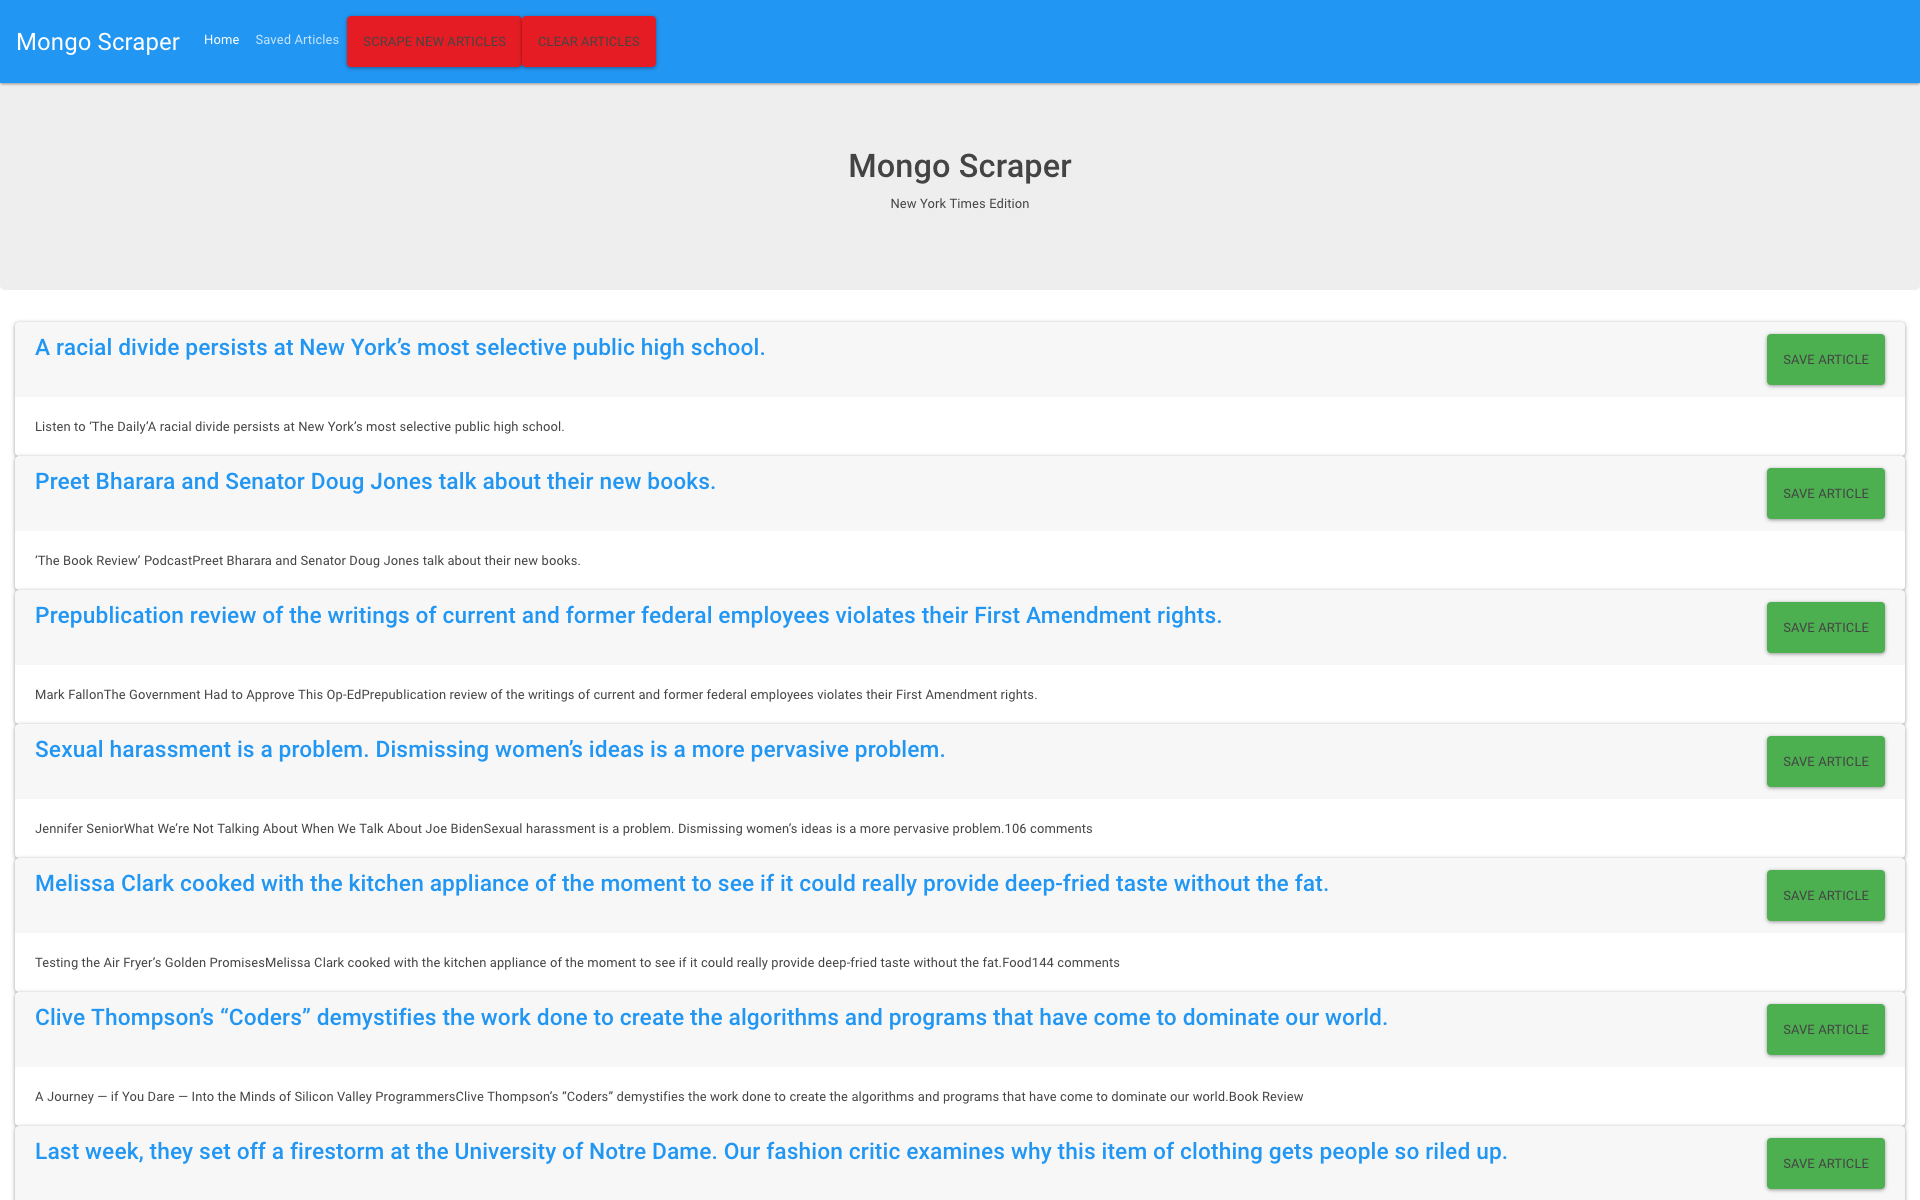 Mongo Scraper Home Saved Articles SCRAPE NEW ARTICLES CLEAR ARTICLES
Mongo Scraper
New York Times Edition
A racial divide persists at New York’s most selective public high school.
SAVE ARTICLE
Listen to ‘The Daily’A racial divide persists at New York’s most selective public high school.
Preet Bharara and Senator Doug Jones talk about their new books.
SAVE ARTICLE
‘The Book Review’ PodcastPreet Bharara and Senator Doug Jones talk about their new books.
Prepublication review of the writings of current and former federal employees violates their First Amendment rights.
SAVE ARTICLE
Mark FallonThe Government Had to Approve This Op-EdPrepublication review of the writings of current and former federal employees violates their First Amendment rights.
Sexual harassment is a problem. Dismissing women’s ideas is a more pervasive problem.
SAVE ARTICLE
Jennifer SeniorWhat We’re Not Talking About When We Talk About Joe BidenSexual harassment is a problem. Dismissing women’s ideas is a more pervasive problem.106 comments
Melissa Clark cooked with the kitchen appliance of the moment to see if it could really provide deep-fried taste without the fat.
SAVE ARTICLE
Testing the Air Fryer’s Golden PromisesMelissa Clark cooked with the kitchen appliance of the moment to see if it could really provide deep-fried taste without the fat.Food144 comments
Clive Thompson’s “Coders” demystifies the work done to create the algorithms and programs that have come to dominate our world.
SAVE ARTICLE
A Journey — if You Dare — Into the Minds of Silicon Valley ProgrammersClive Thompson’s “Coders” demystifies the work done to create the algorithms and programs that have come to dominate our world.Book Review
Last week, they set off a firestorm at the University of Notre Dame. Our fashion critic examines why this item of clothing gets people so riled up.
SAVE ARTICLE